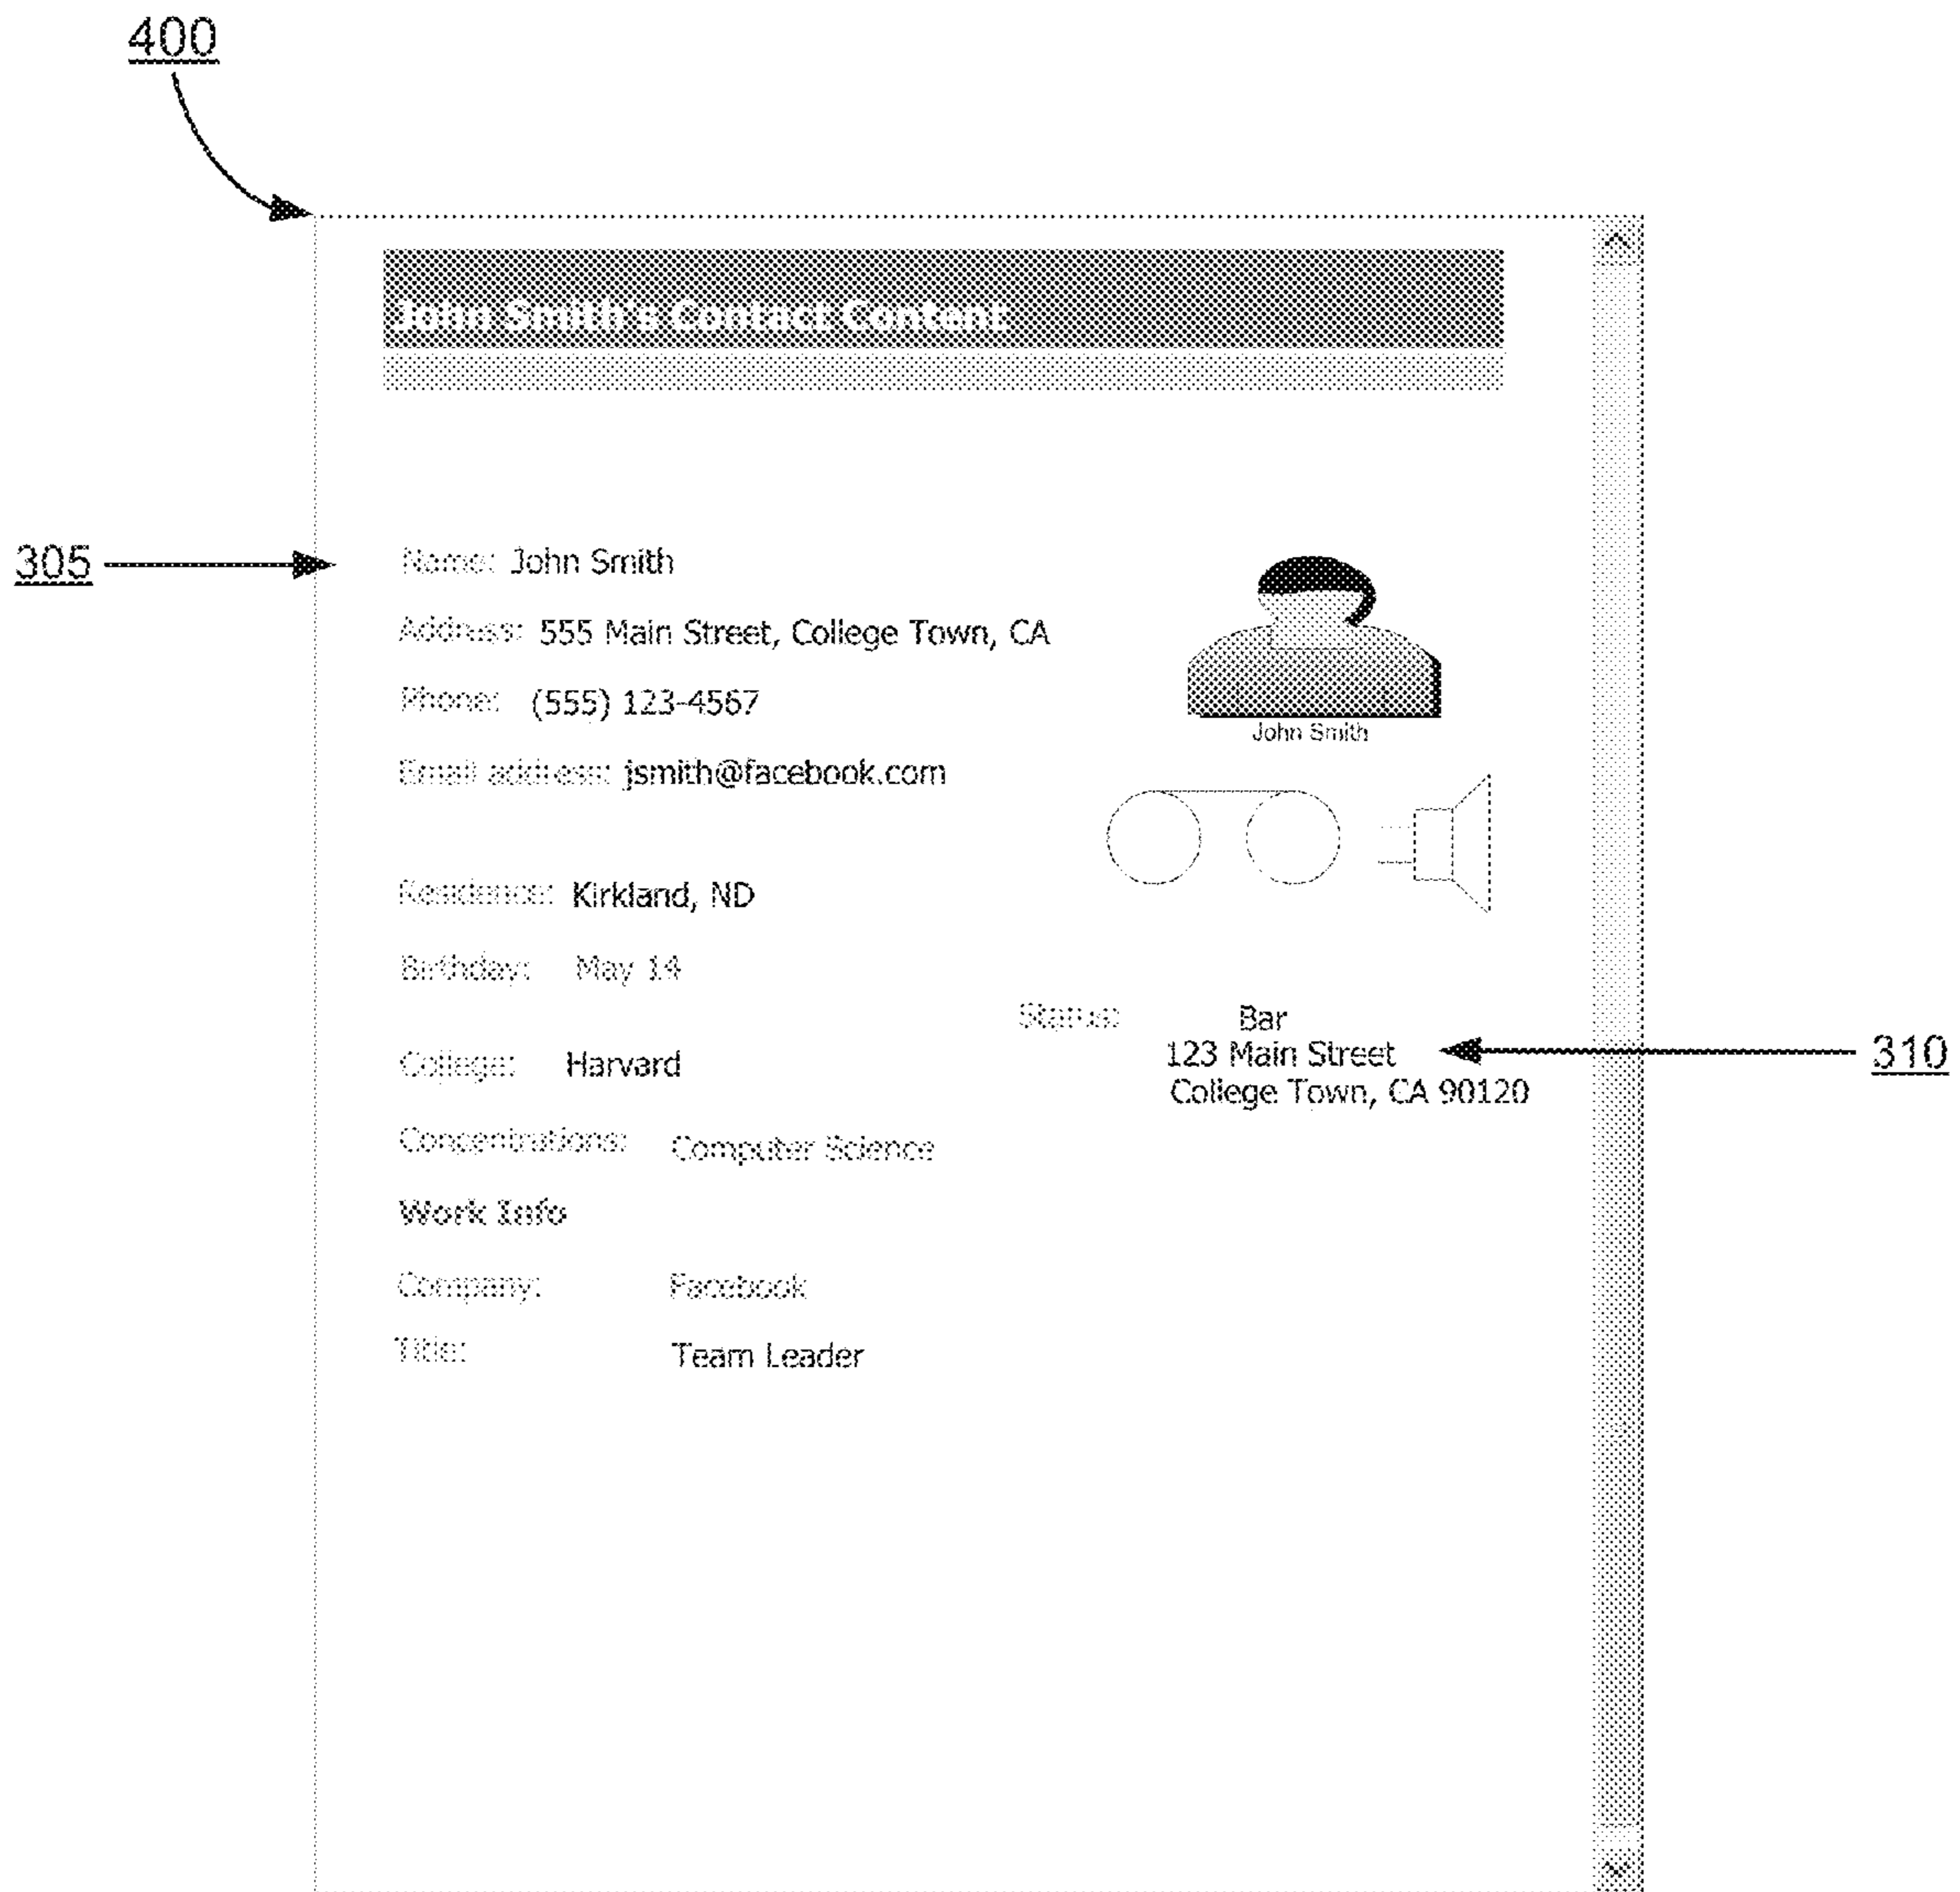 400
John Smith's Contact Content
305
Name: John Smith
Address: 555 Main Street, College Town, CA
Phone: (555) 123-4567
John Smith
Email address: jsmith@facebook.com
Residence: Kirkland, ND
Birthday: May 14
Status: Bar
123 Main Street
310
College Town, CA 90120
College: Harvard
Concentrations: Computer Science
Work Info
Company: Facebook
Title: Team Leader